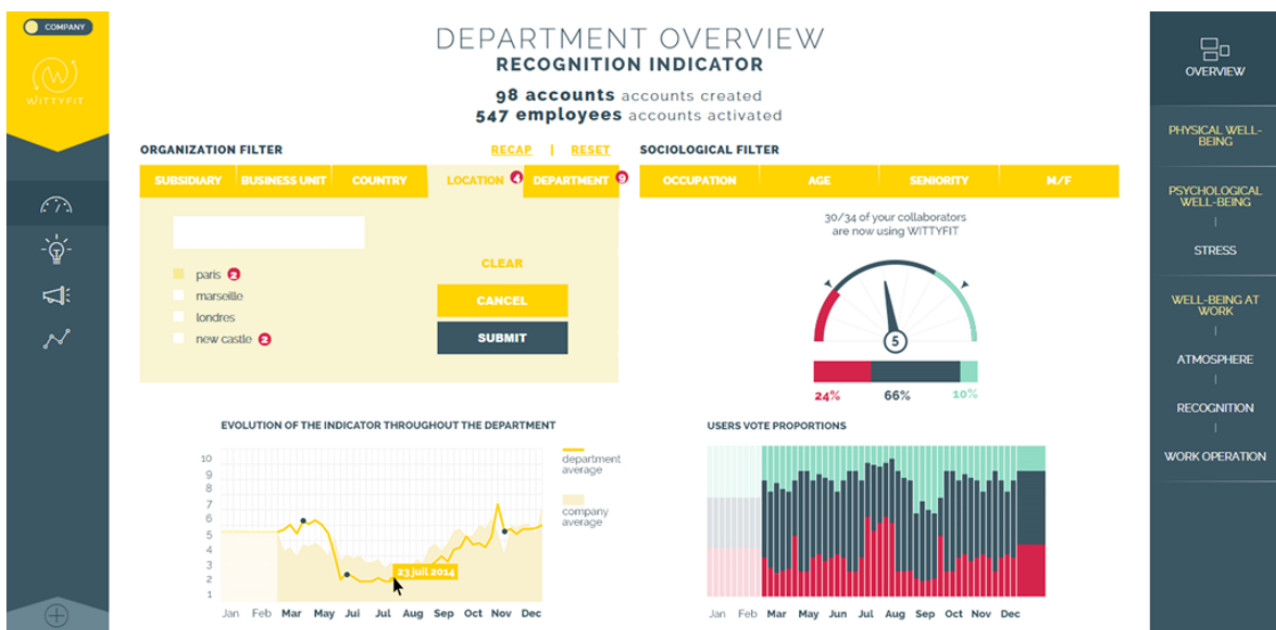 COMPANY
WITTYFIT
DEPARTMENT OVERVIEW
RECOGNITION INDICATOR
98 accounts accounts created
547 employees accounts activated
ORGANIZATION FILTER
RECAP | RESET
SUBSIDIARY BUSINESS UNIT COUNTRY LOCATION 4 DEPARTMENT 9
paris 2
marseille
londres
new castle 2
CLEAR
CANCEL
SUBMIT
SOCIOLOGICAL FILTER
OCCUPATION AGE SENIORITY M/F
30/34 of your collaborators
are now using WITTYFIT
5
24% 66% 10%
EVOLUTION OF THE INDICATOR THROUGHOUT THE DEPARTMENT
10
9
8
7
6
5
4
3
2
1
23 juil 2014
Jan Feb Mar May Jui Jul Aug Sep Oct Nov Dec
department
average
company
average
USERS VOTE PROPORTIONS
Jan Feb Mar May Jun Jul Aug Sep Oct Nov Dec
OVERVIEW
PHYSICAL WELL-
BEING
PSYCHOLOGICAL
WELL-BEING
STRESS
WELL-BEING AT
WORK
ATMOSPHERE
RECOGNITION
WORK OPERATION